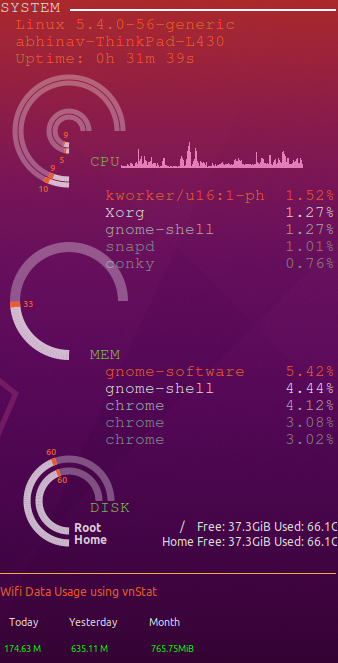 SYSTEM
Linux 5.4.0-56-generic
abhinav-ThinkPad-L430
Uptime: 0h 31m 39s
9
5
9
10
CPU
kworker/u16:1-ph 1.52%
Xorg 1.27%
gnome-shell 1.27%
snapd 1.01%
conky 0.76%
33
MEM
gnome-software 5.42%
gnome-shell 4.44%
chrome 4.12%
chrome 3.08%
chrome 3.02%
60
60
DISK
Root / Free: 37.3GiB Used: 66.1G
Home Home Free: 37.3GiB Used: 66.1G
Wifi Data Usage using vnStat
Today Yesterday Month
174.63 M 635.11 M 765.75MiB